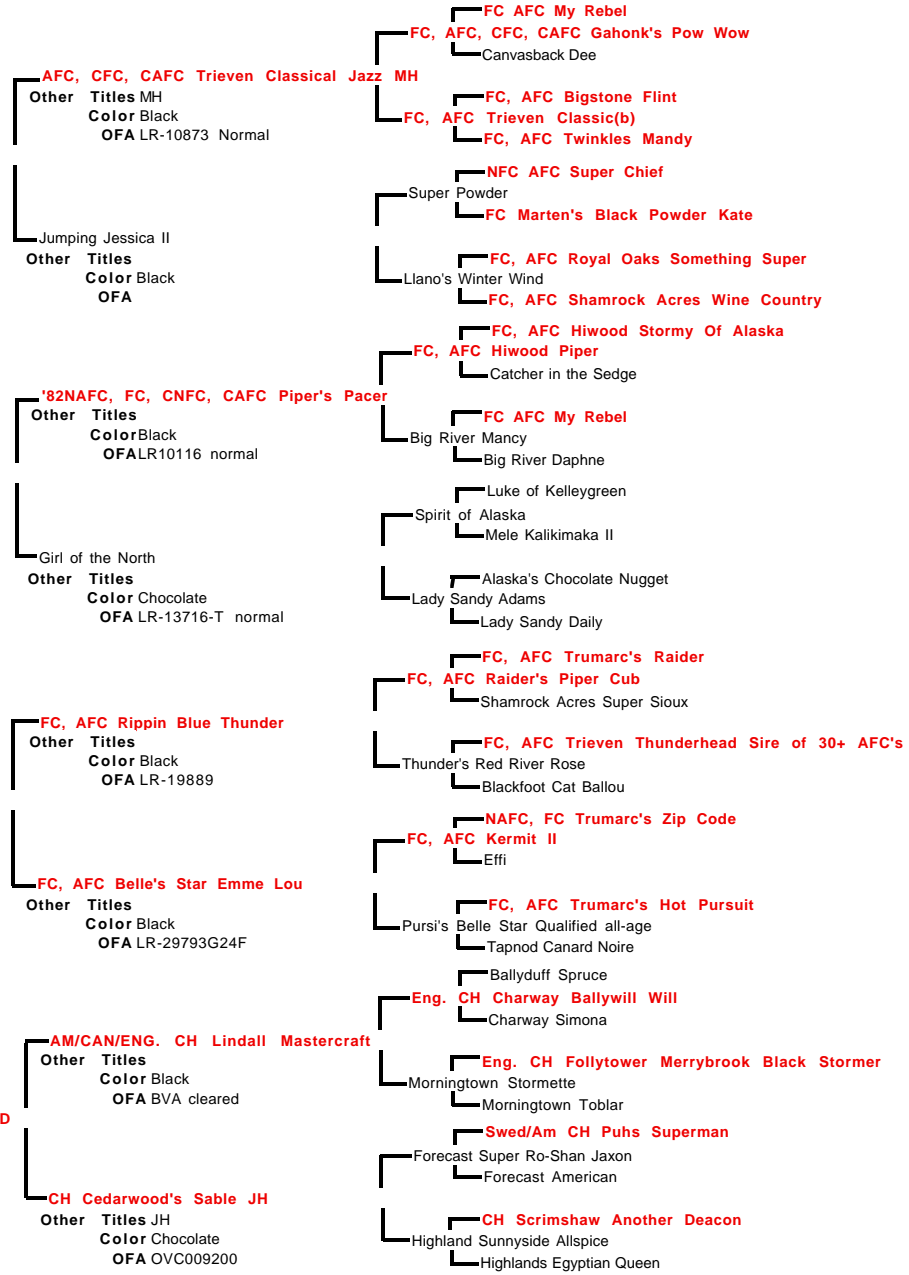 FC AFC My Rebel
FC, AFC, CFC, CAFC Gahonk's Pow Wow
Canvasback Dee
AFC, CFC, CAFC Trieven Classical Jazz MH
Other Titles MH
Color Black
OFA LR-10873 Normal
FC, AFC Bigstone Flint
FC, AFC Trieven Classic(b)
FC, AFC Twinkles Mandy
NFC AFC Super Chief
Super Powder
FC Marten's Black Powder Kate
Jumping Jessica II
Other Titles
Color Black
OFA
FC, AFC Royal Oaks Something Super
Llano's Winter Wind
FC, AFC Shamrock Acres Wine Country
FC, AFC Hiwood Stormy Of Alaska
FC, AFC Hiwood Piper
Catcher in the Sedge
'82NAFC, FC, CNFC, CAFC Piper's Pacer
Other Titles
Color Black
OFA LR10116 normal
FC AFC My Rebel
Big River Mancy
Big River Daphne
Luke of Kelleygreen
Spirit of Alaska
Mele Kalikimaka II
Girl of the North
Other Titles
Color Chocolate
OFA LR-13716-T normal
Alaska's Chocolate Nugget
Lady Sandy Adams
Lady Sandy Daily
FC, AFC Trumarc's Raider
FC, AFC Raider's Piper Cub
Shamrock Acres Super Sioux
FC, AFC Rippin Blue Thunder
Other Titles
Color Black
OFA LR-19889
FC, AFC Trieven Thunderhead Sire of 30+ AFC's
Thunder's Red River Rose
Blackfoot Cat Ballou
NAFC, FC Trumarc's Zip Code
FC, AFC Kermit II
Effi
FC, AFC Belle's Star Emme Lou
Other Titles
Color Black
OFA LR-29793G24F
FC, AFC Trumarc's Hot Pursuit
Pursi's Belle Star Qualified all-age
Tapnod Canard Noire
Ballyduff Spruce
Eng. CH Charway Ballywill Will
Charway Simona
AM/CAN/ENG. CH Lindall Mastercraft
Other Titles
Color Black
OFA BVA cleared
Eng. CH Follytower Merrybrook Black Stormer
Morningtown Stormette
Morningtown Toblar
D
Swed/Am CH Puhs Superman
Forecast Super Ro-Shan Jaxon
Forecast American
CH Cedarwood's Sable JH
Other Titles JH
Color Chocolate
OFA OVC009200
CH Scrimshaw Another Deacon
Highland Sunnyside Allspice
Highlands Egyptian Queen